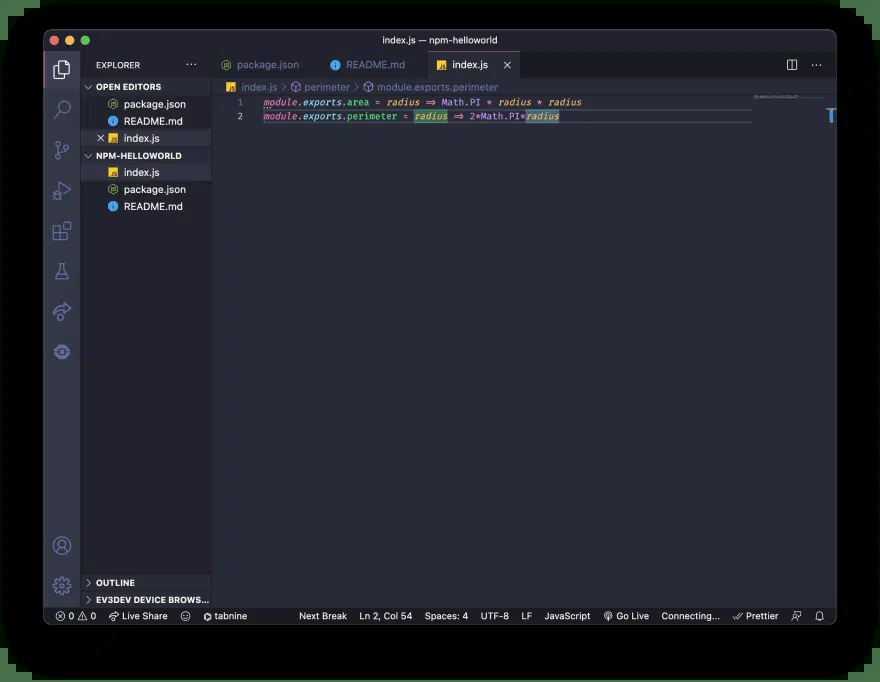 index.js — npm-helloworld
EXPLORER ...
package.json README.md index.js
index.js > perimeter > module.exports.perimeter
OPEN EDITORS
package.json
README.md
index.js
NPM-HELLOWORLD
index.js
package.json
README.md
1 module.exports.area = radius => Math.PI * radius * radius
2 module.exports.perimeter = radius => 2*Math.PI*radius
OUTLINE
EV3DEV DEVICE BROWS...
0 0 Live Share tabnine Next Break Ln 2, Col 54 Spaces: 4 UTF-8 LF JavaScript Go Live Connecting... Prettier